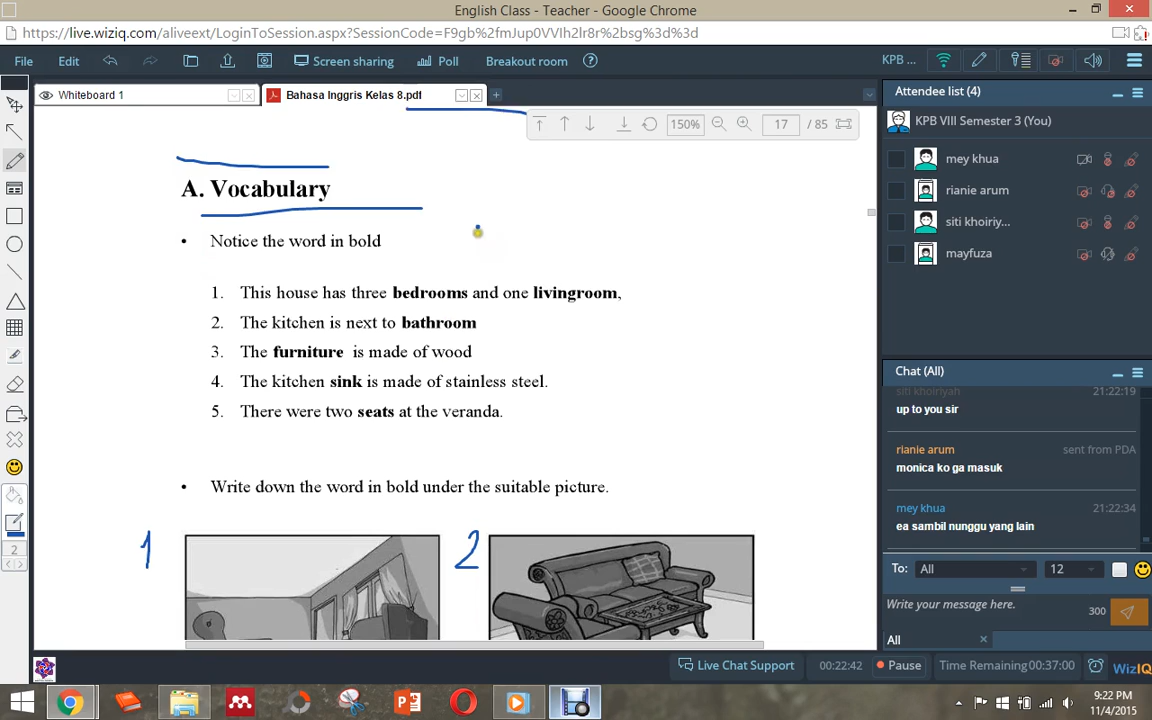 English Class - Teacher - Google Chrome
https://live.wiziq.com/aliveext/LoginToSession.aspx?SessionCode=F9gb%2fmJup0VVIh2lr8r%2bsg%3d%3d
File Edit Screen sharing Poll Breakout room ? KPB ...
Whiteboard 1 Bahasa Inggris Kelas 8.pdf
Attendee list (4)
150% 17 / 85
KPB VIII Semester 3 (You)
mey khua
rianie arum
siti khoiriy...
mayfuza
A. Vocabulary
• Notice the word in bold
1. This house has three bedrooms and one livingroom,
2. The kitchen is next to bathroom
3. The furniture is made of wood
4. The kitchen sink is made of stainless steel.
5. There were two seats at the veranda.
• Write down the word in bold under the suitable picture.
1 2
Chat (All)
siti khoiriyah 21:22:19
up to you sir
rianie arum sent from PDA
monica ko ga masuk
mey khua 21:22:34
ea sambil nunggu yang lain
To: All 12
Write your message here. 300
All
2
Live Chat Support 00:22:42 Pause Time Remaining 00:37:00 WizIQ
9:22 PM
11/4/2015